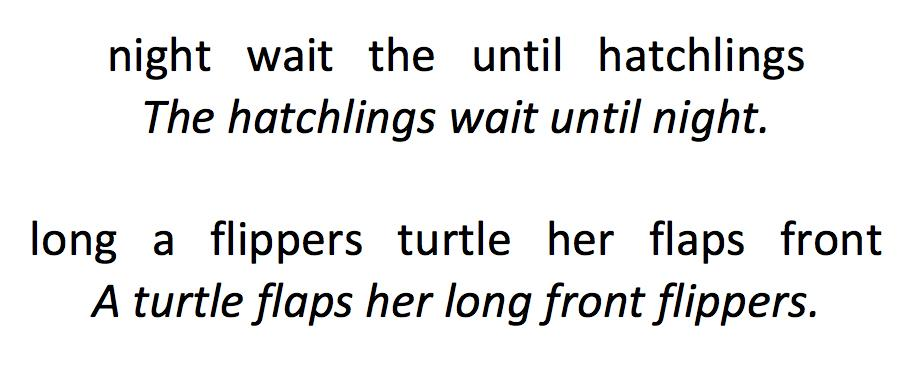 night wait the until hatchlings
The hatchlings wait until night.
long a flippers turtle her flaps front
A turtle flaps her long front flippers.